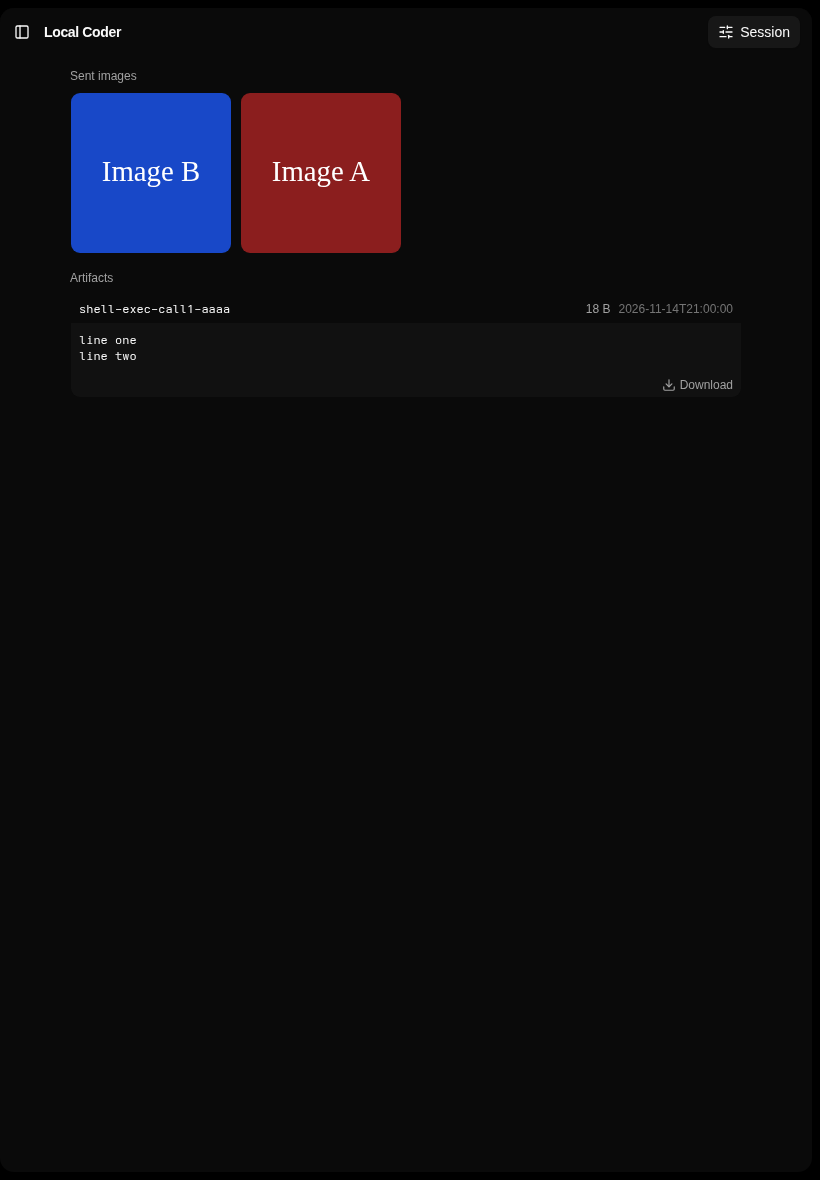 Local Coder
Session
Sent images
Image B
Image A
Artifacts
shell-exec-call1-aaaa 18 B 2026-11-14T21:00:00
line one
line two
Download